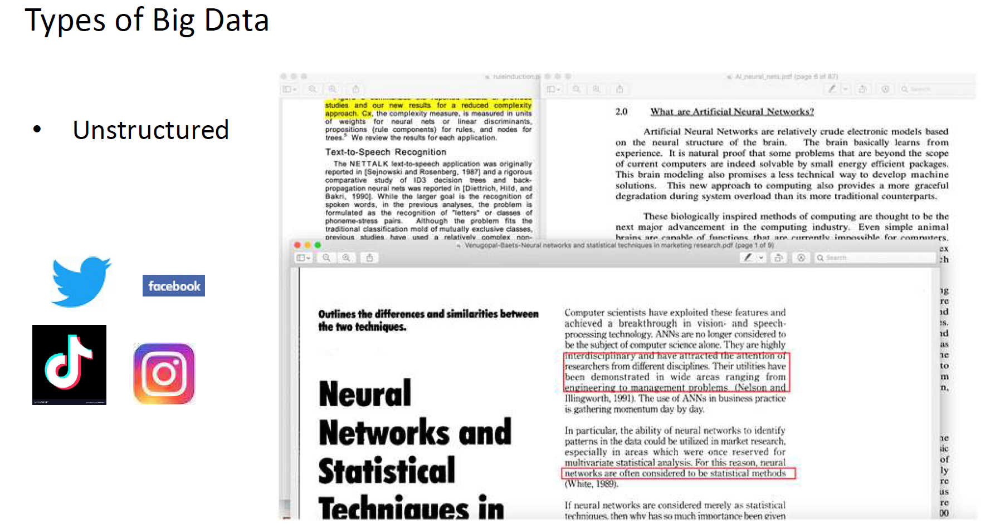 Types of Big Data
• Unstructured
facebook
ruleinduction.p
studies and our new results for a reduced complexity
approach. Cx, the complexity measure, is measured in units
of weights for neural nets or linear discriminants,
propositions (rule components) for rules, and nodes for
trees.5 We review the results for each application.
Text-to-Speech Recognition
The NETTALK text-to-speech application was originally
reported in [Sejnowski and Rosenberg, 1987] and a rigorous
comparative study of ID3 decision trees and back-
propagation neural nets was reported in [Diettrich, Hild, and
Bakri, 1990]. While the larger goal is the recognition of
spoken words, in the previous analyses, the problem is
formulated as the recognition of "letters" or classes of
phoneme-stress pairs. Although the problem fits the
traditional classification mold of mutually exclusive classes,
previous studies have used a relatively complex non-
AI_neural_nets.pdf (page 6 of 87)
Search
2.0 What are Artificial Neural Networks?
Artificial Neural Networks are relatively crude electronic models based
on the neural structure of the brain. The brain basically learns from
experience. It is natural proof that some problems that are beyond the scope
of current computers are indeed solvable by small energy efficient packages.
This brain modeling also promises a less technical way to develop machine
solutions. This new approach to computing also provides a more graceful
degradation during system overload than its more traditional counterparts.
These biologically inspired methods of computing are thought to be the
next major advancement in the computing industry. Even simple animal
brains are capable of functions that are currently impossible for computers.
Venugopal-Baets-Neural networks and statistical techniques in marketing research.pdf (page 1 of 9)
Search
Outlines the differences and similarities between
the two techniques.
Neural
Networks and
Statistical
Techniques in
Computer scientists have exploited these features and
achieved a breakthrough in vision- and speech-
processing technology. ANNs are no longer considered to
be the subject of computer science alone. They are highly
interdisciplinary and have attracted the attention of
researchers from different disciplines. Their utilities have
been demonstrated in wide areas ranging from
engineering to management problems (Nelson and
Illingworth, 1991). The use of ANNs in business practice
is gathering momentum day by day.
In particular, the ability of neural networks to identify
patterns in the data could be utilized in market research,
especially in areas which were once reserved for
multivariate statistical analysis. For this reason, neural
networks are often considered to be statistical methods
(White, 1989).
If neural networks are considered merely as statistical
techniques, then why has so much importance been given